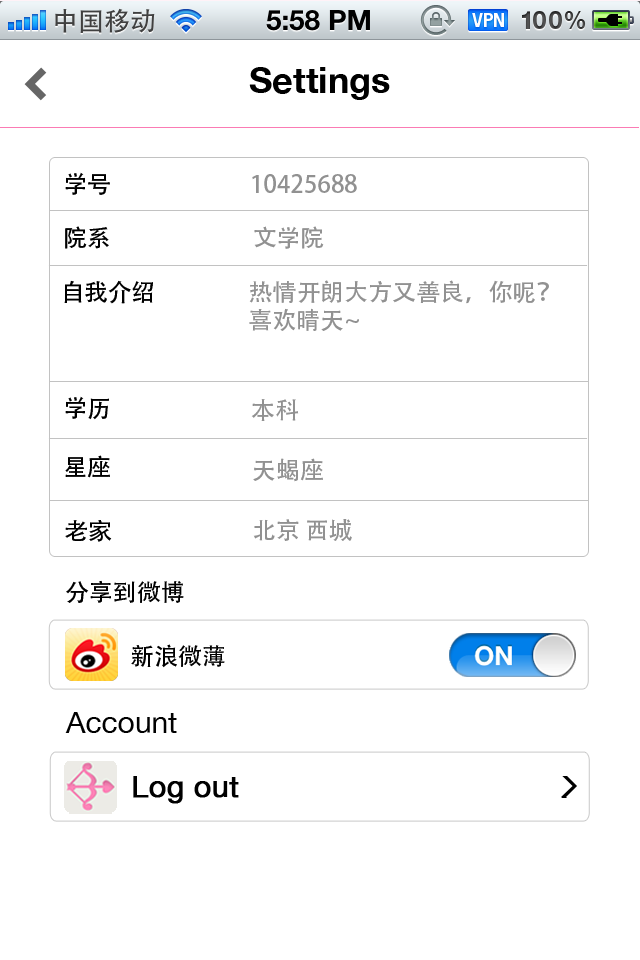 中国移动 5:58 PM VPN 100%
Settings
学号 10425688
院系 文学院
自我介绍 热情开朗大方又善良，你呢？
喜欢晴天~
学历 本科
星座 天蝎座
老家 北京 西城
分享到微博
新浪微薄 ON
Account
Log out